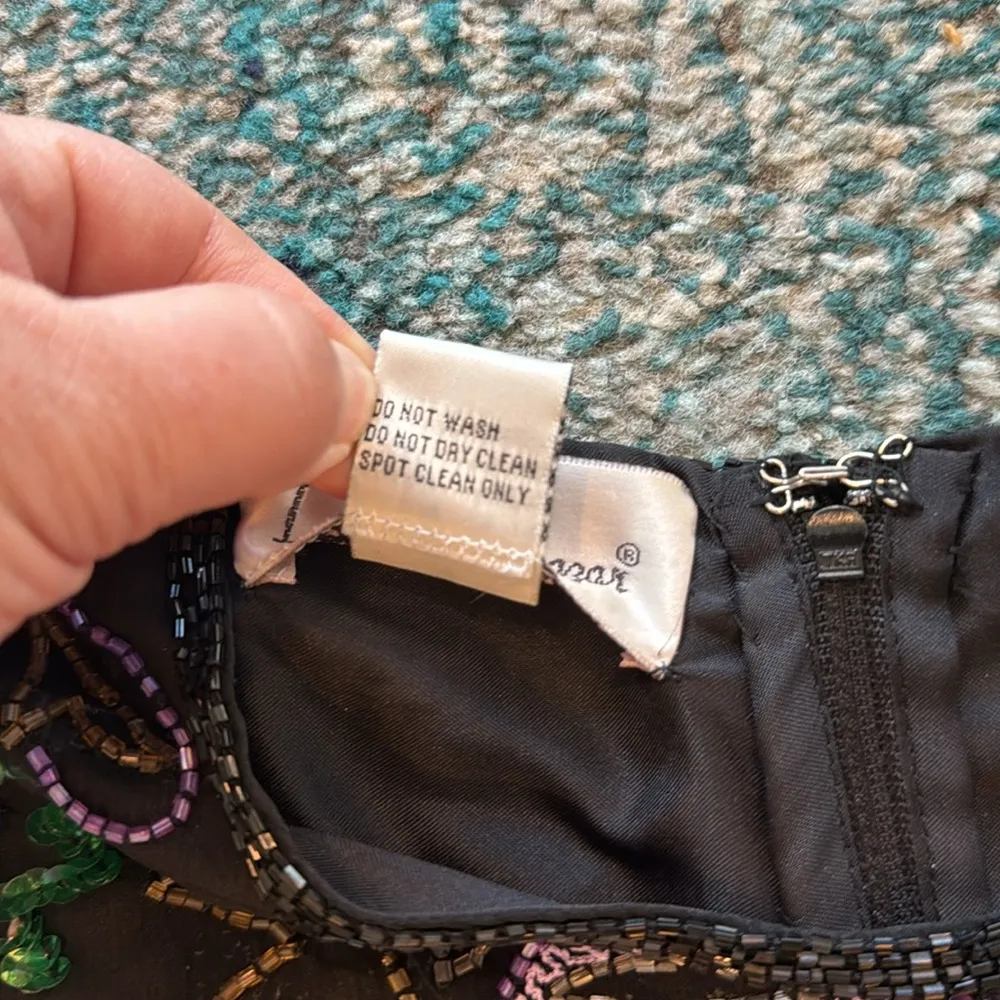 DO NOT WASH
DO NOT DRY CLEAN
SPOT CLEAN ONLY
®